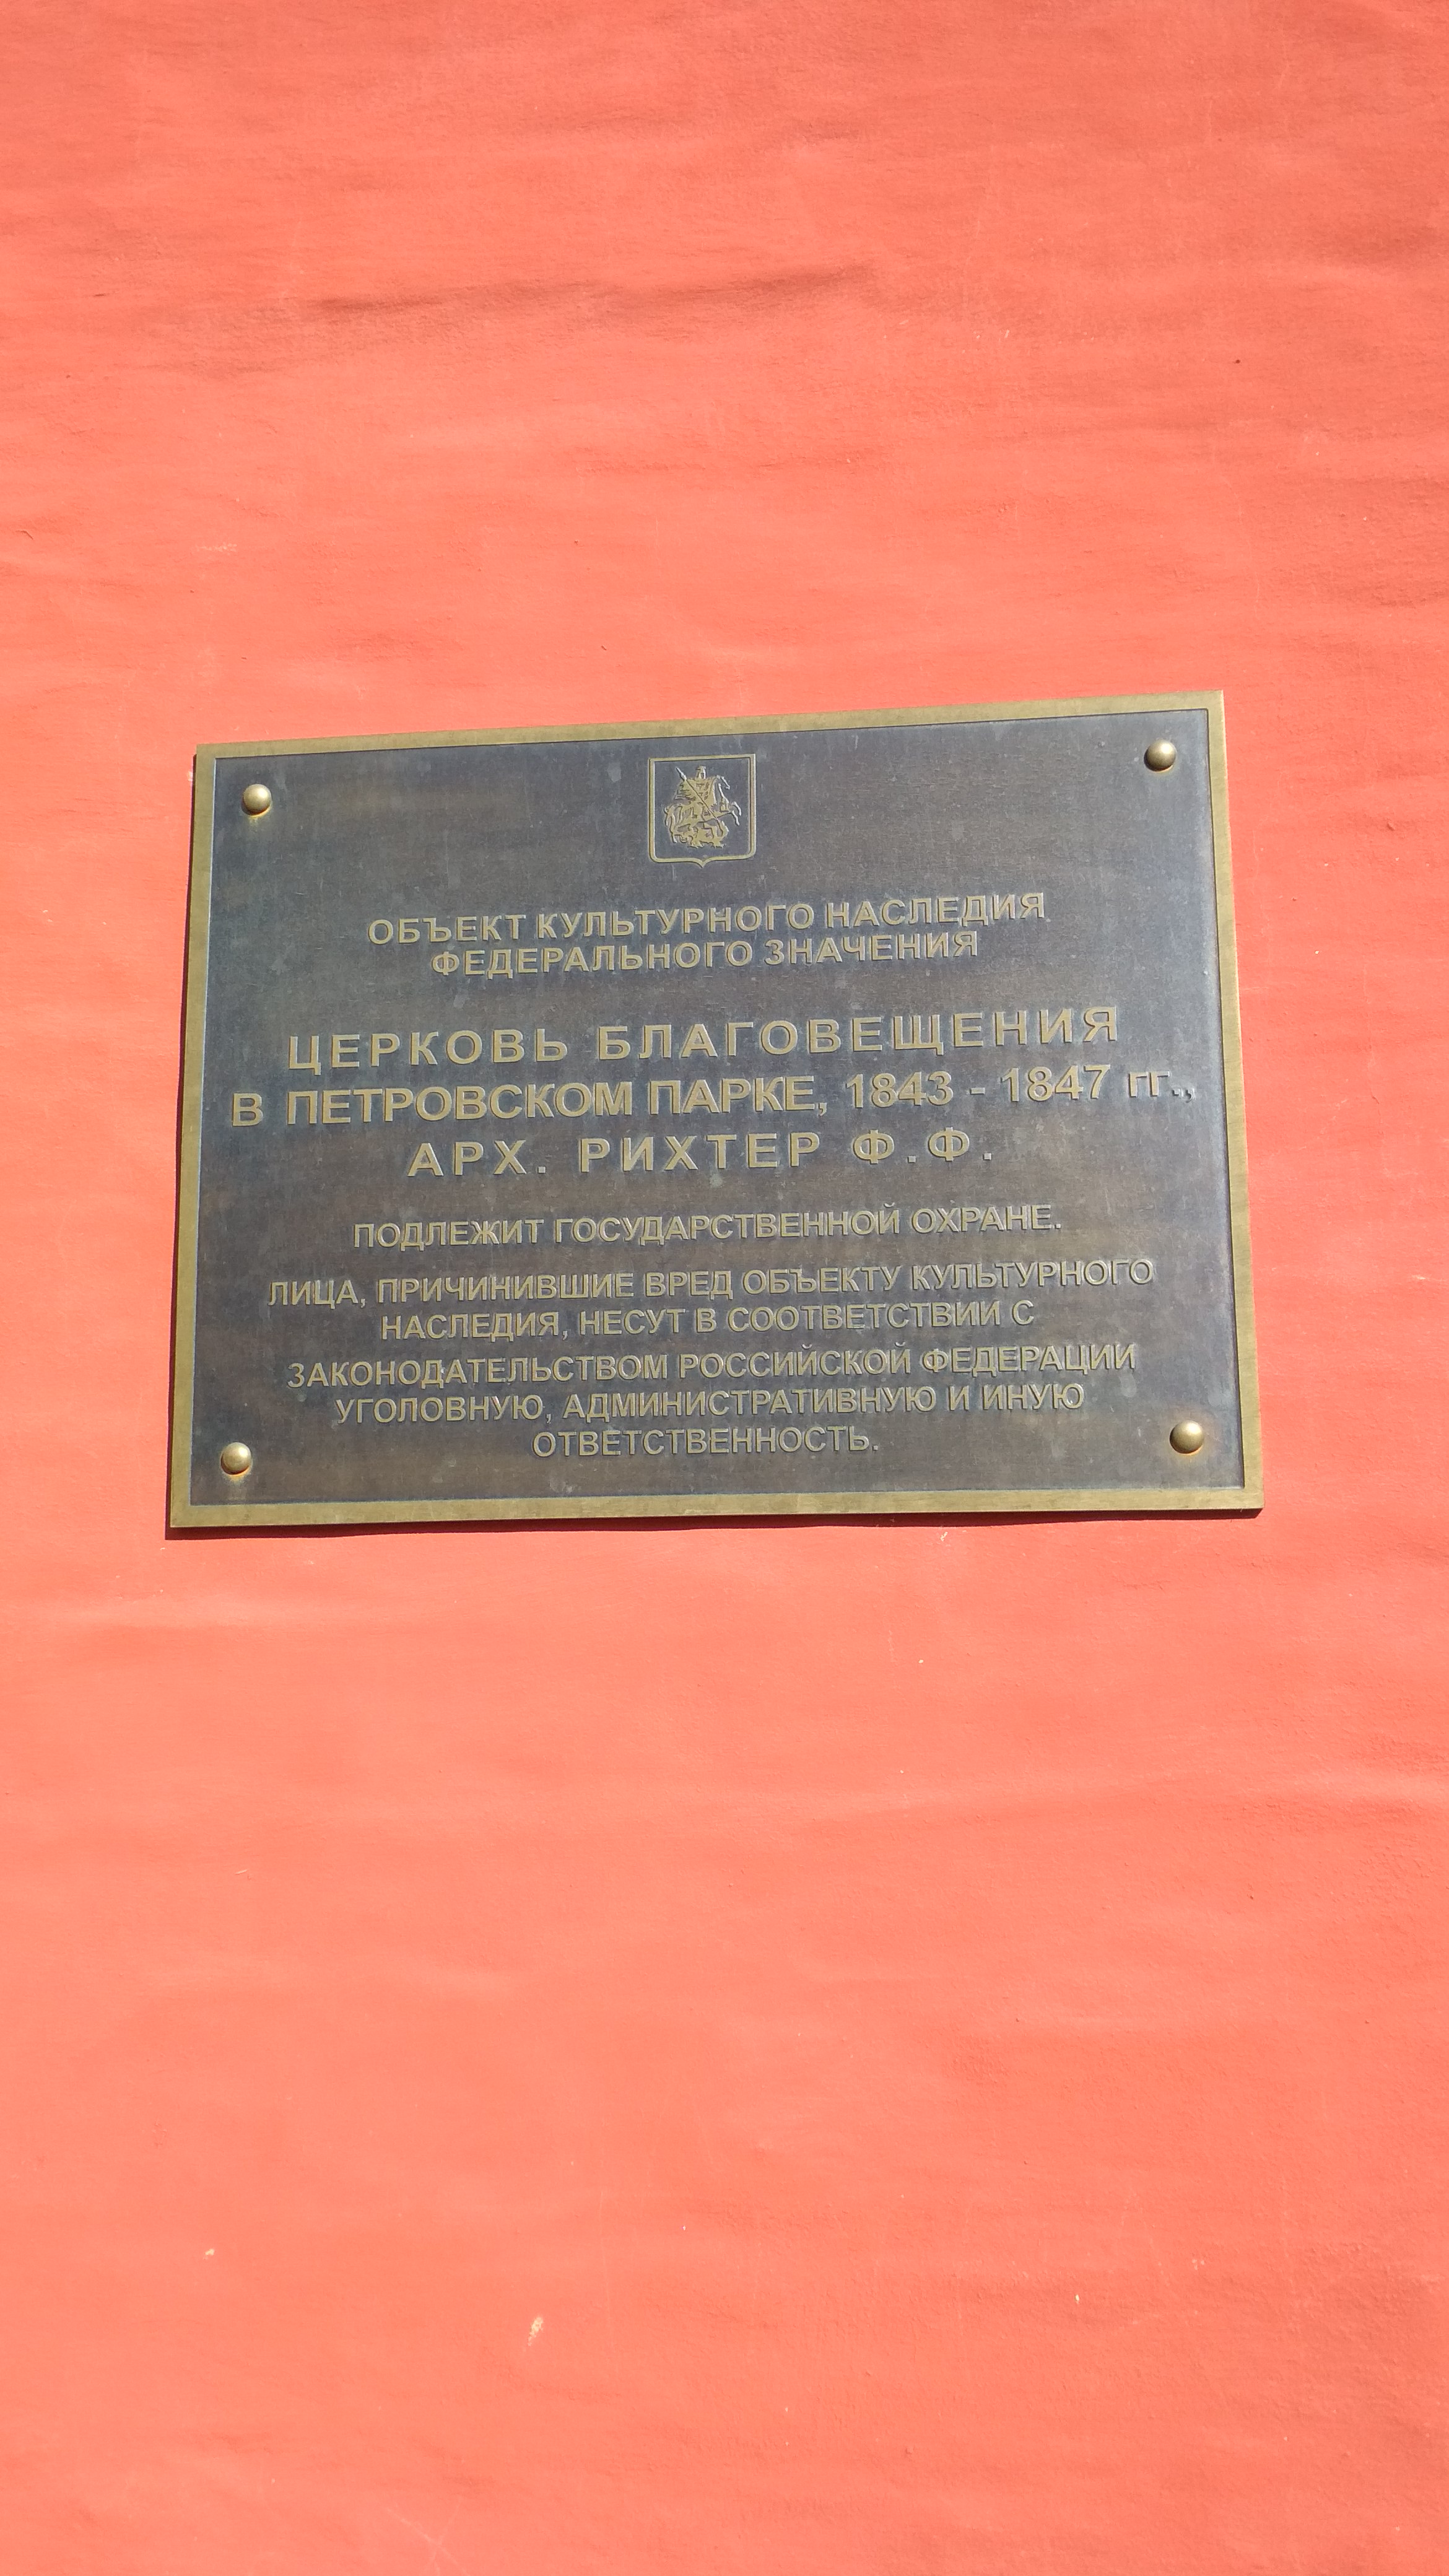 ОБЪЕКТ КУЛЬТУРНОГО НАСЛЕДИЯ
ФЕДЕРАЛЬНОГО ЗНАЧЕНИЯ
ЦЕРКОВЬ БЛАГОВЕЩЕНИЯ
В ПЕТРОВСКОМ ПАРКЕ, 1843 - 1847 гг.,
АРХ. РИХТЕР Ф.Ф.
ПОДЛЕЖИТ ГОСУДАРСТВЕННОЙ ОХРАНЕ.
ЛИЦА, ПРИЧИНИВШИЕ ВРЕД ОБЪЕКТУ КУЛЬТУРНОГО
НАСЛЕДИЯ, НЕСУТ В СООТВЕТСТВИИ С
ЗАКОНОДАТЕЛЬСТВОМ РОССИЙСКОЙ ФЕДЕРАЦИИ
УГОЛОВНУЮ, АДМИНИСТРАТИВНУЮ И ИНУЮ
ОТВЕТСТВЕННОСТЬ.